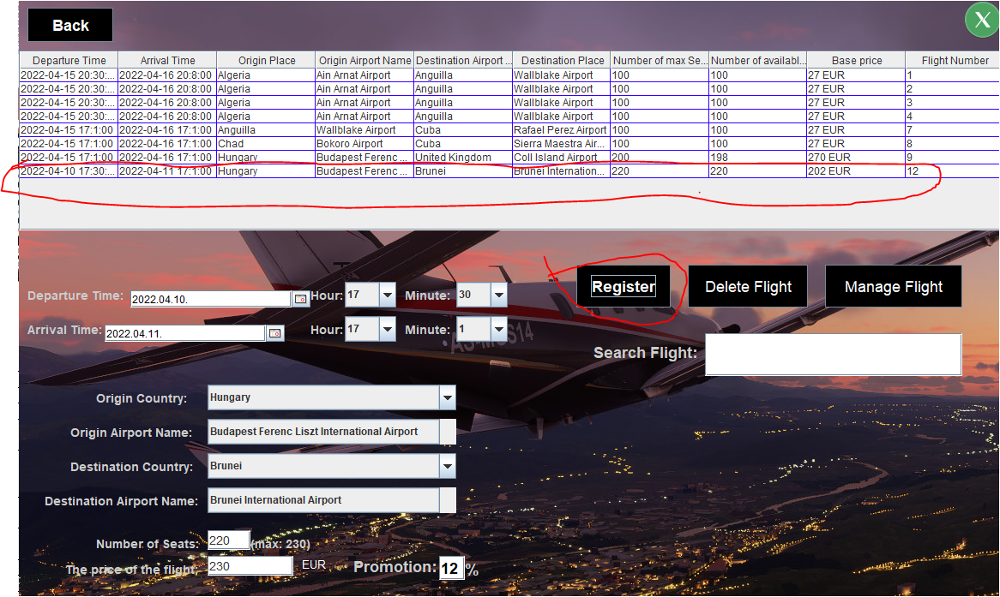 Back X
Departure Time Arrival Time Origin Place Origin Airport Name Destination Airport ... Destination Place Number of max Se... Number of availabl... Base price Flight Number
2022-04-15 20:30:... 2022-04-16 20:8:00 Algeria Ain Arnat Airport Anguilla Wallblake Airport 100 100 27 EUR 1
2022-04-15 20:30:... 2022-04-16 20:8:00 Algeria Ain Arnat Airport Anguilla Wallblake Airport 100 100 27 EUR 2
2022-04-15 20:30:... 2022-04-16 20:8:00 Algeria Ain Arnat Airport Anguilla Wallblake Airport 100 100 27 EUR 3
2022-04-15 20:30:... 2022-04-16 20:8:00 Algeria Ain Arnat Airport Anguilla Wallblake Airport 100 100 27 EUR 4
2022-04-15 17:1:00 2022-04-16 17:1:00 Anguilla Wallblake Airport Cuba Rafael Perez Airport 100 100 27 EUR 7
2022-04-15 17:1:00 2022-04-16 17:1:00 Chad Bokoro Airport Cuba Sierra Maestra Air... 100 100 27 EUR 8
2022-04-15 17:1:00 2022-04-16 17:1:00 Hungary Budapest Ferenc ... United Kingdom Coll Island Airport 200 198 270 EUR 9
2022-04-10 17:30:... 2022-04-11 17:1:00 Hungary Budapest Ferenc ... Brunei Brunei Internation... 220 220 202 EUR 12
Register Delete Flight Manage Flight
Departure Time: 2022.04.10. Hour: 17 Minute: 30
Arrival Time: 2022.04.11. Hour: 17 Minute: 1
Search Flight:
Origin Country: Hungary
Origin Airport Name: Budapest Ferenc Liszt International Airport
Destination Country: Brunei
Destination Airport Name: Brunei International Airport
Number of Seats: 220 (max: 230)
The price of the flight: 230 EUR Promotion: 12 %